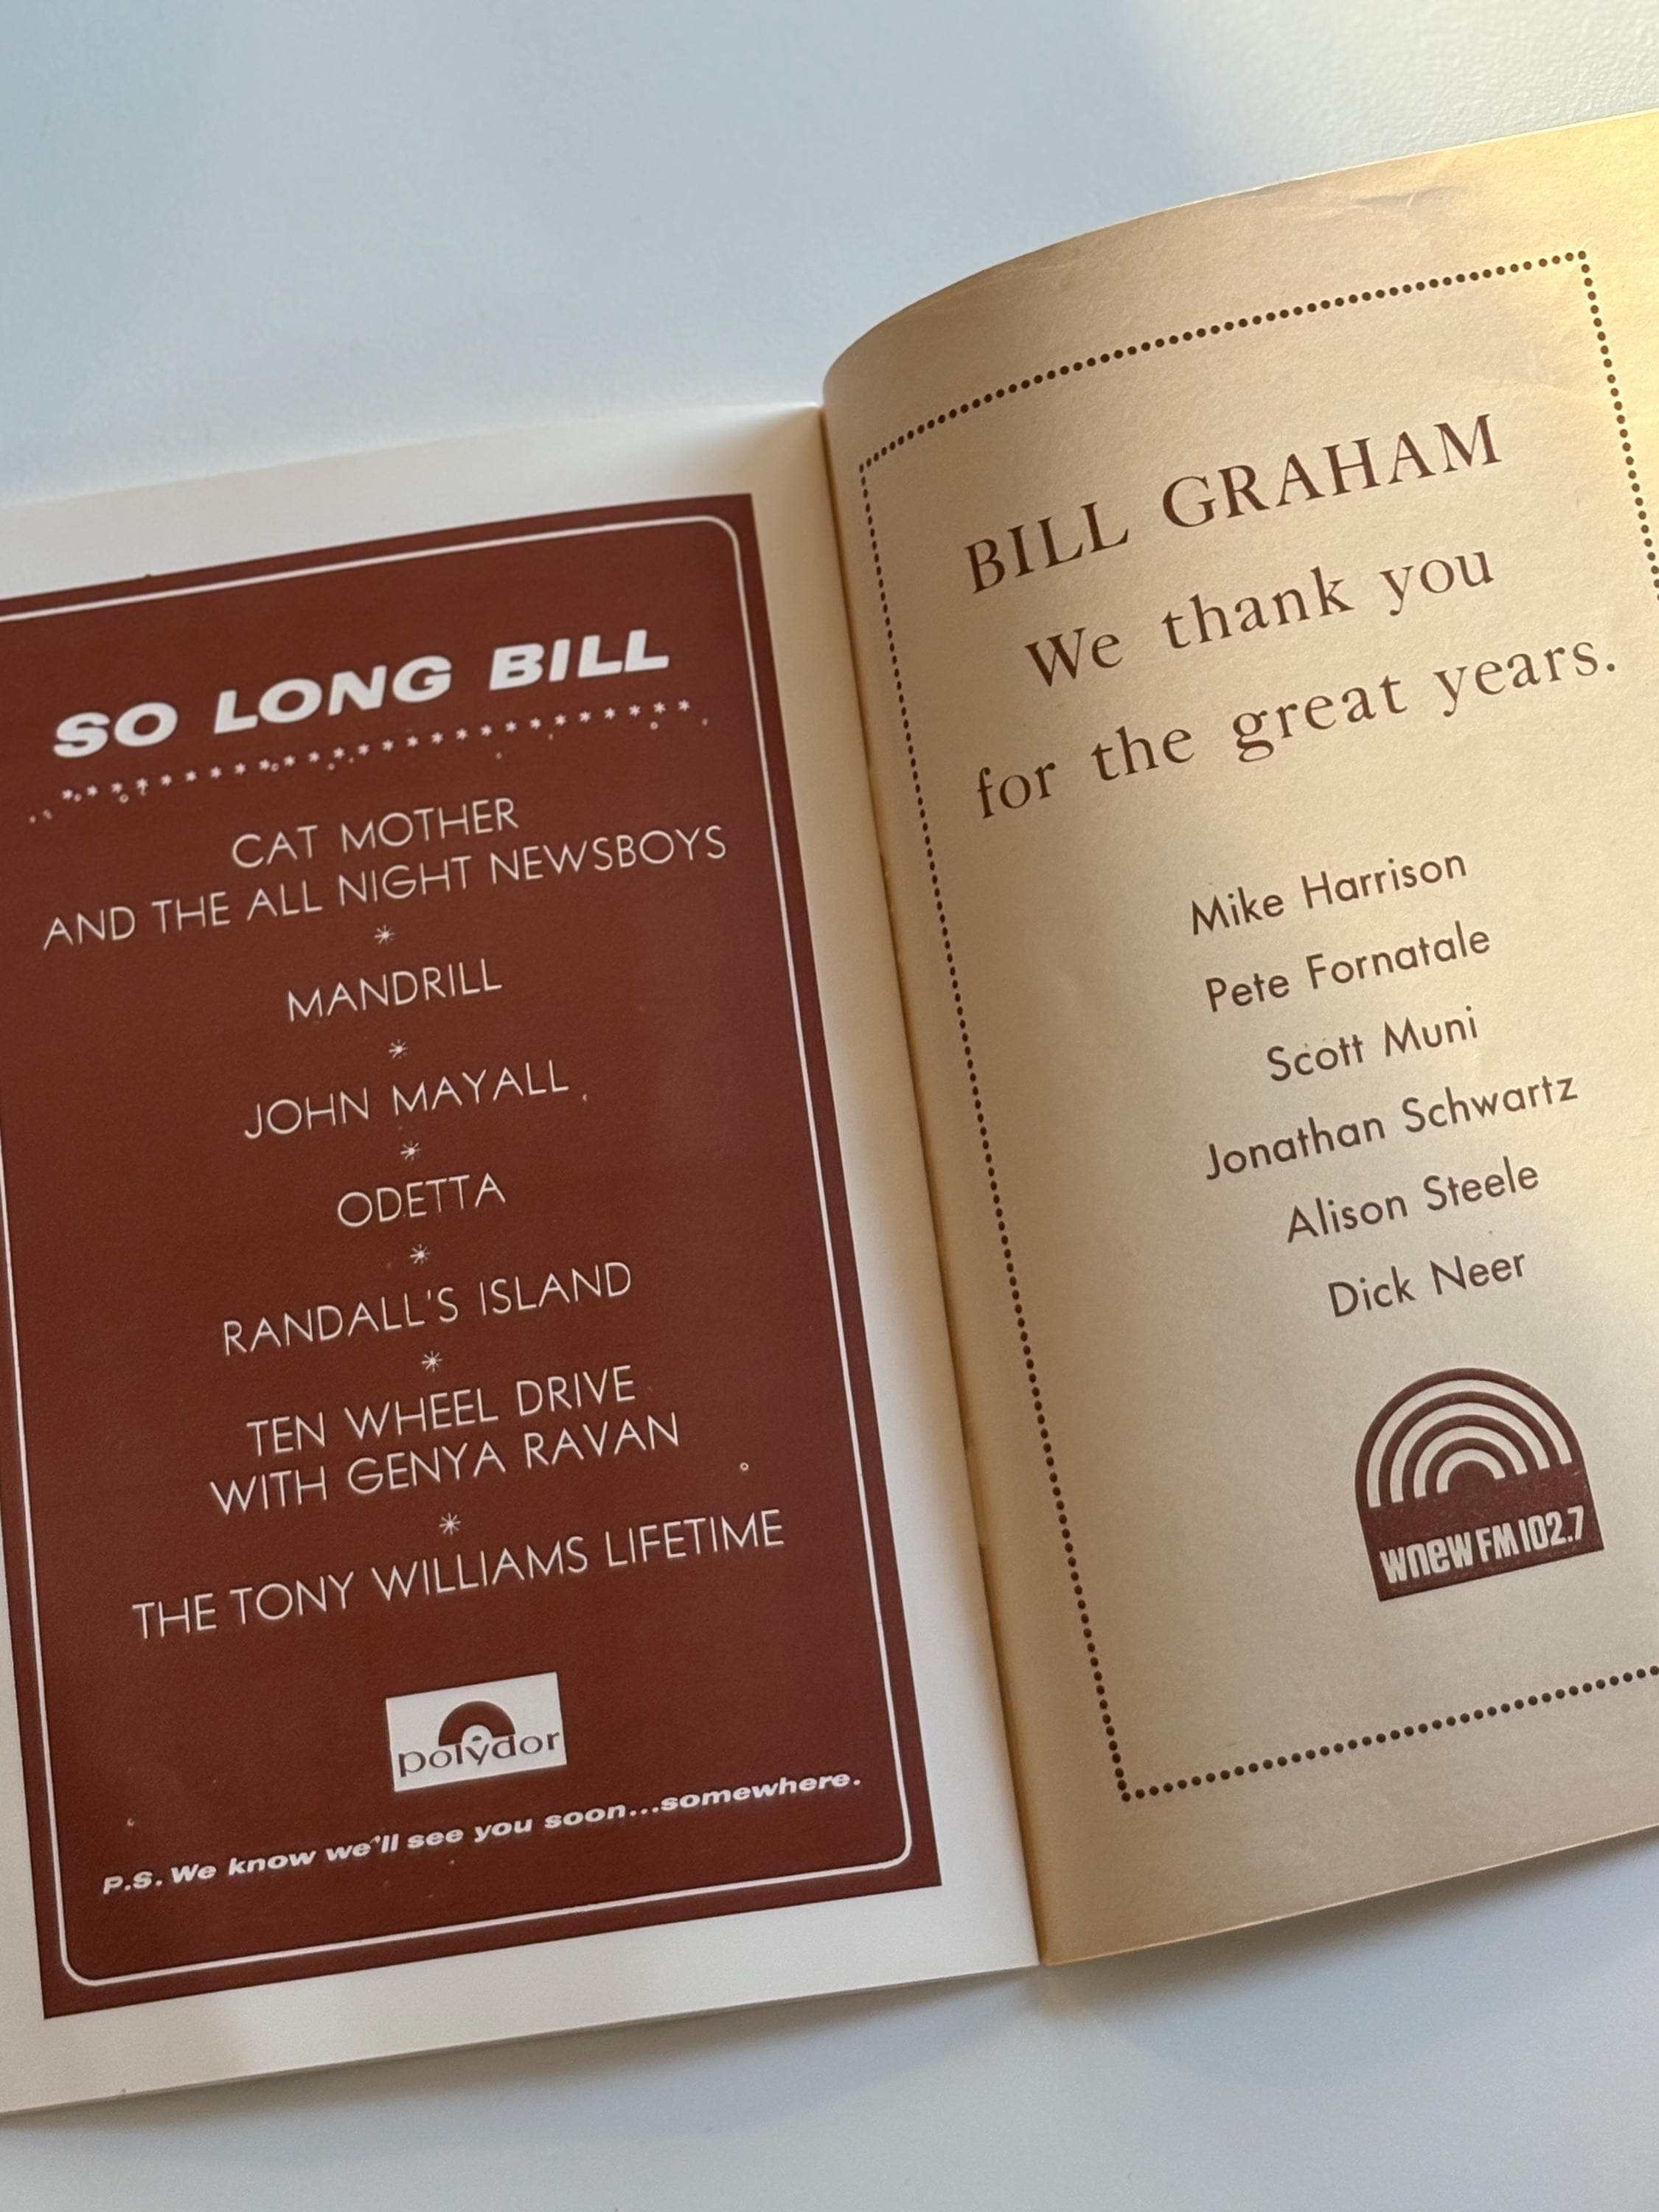 SO LONG BILL
CAT MOTHER
AND THE ALL NIGHT NEWSBOYS
MANDRILL
JOHN MAYALL
ODETTA
RANDALL'S ISLAND
TEN WHEEL DRIVE
WITH GENYA RAVAN
THE TONY WILLIAMS LIFETIME
polydor
P.S. We know we'll see you soon...somewhere.
BILL GRAHAM
We thank you
for the great years.
Mike Harrison
Pete Fornatale
Scott Muni
Jonathan Schwartz
Alison Steele
Dick Neer
wnew FM 102.7